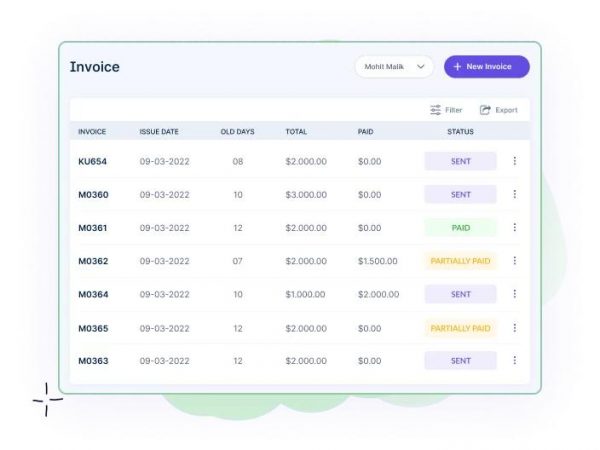 Invoice Mohit Malik + New Invoice
Filter Export
INVOICE ISSUE DATE OLD DAYS TOTAL PAID STATUS
KU654 09-03-2022 08 $2.000.00 $0.00 SENT
M0360 09-03-2022 10 $3.000.00 $0.00 SENT
M0361 09-03-2022 12 $2.000.00 $0.00 PAID
M0362 09-03-2022 07 $2.000.00 $1.500.00 PARTIALLY PAID
M0364 09-03-2022 10 $1.000.00 $2.000.00 SENT
M0365 09-03-2022 12 $2.000.00 $0.00 PARTIALLY PAID
M0363 09-03-2022 12 $2.000.00 $0.00 SENT